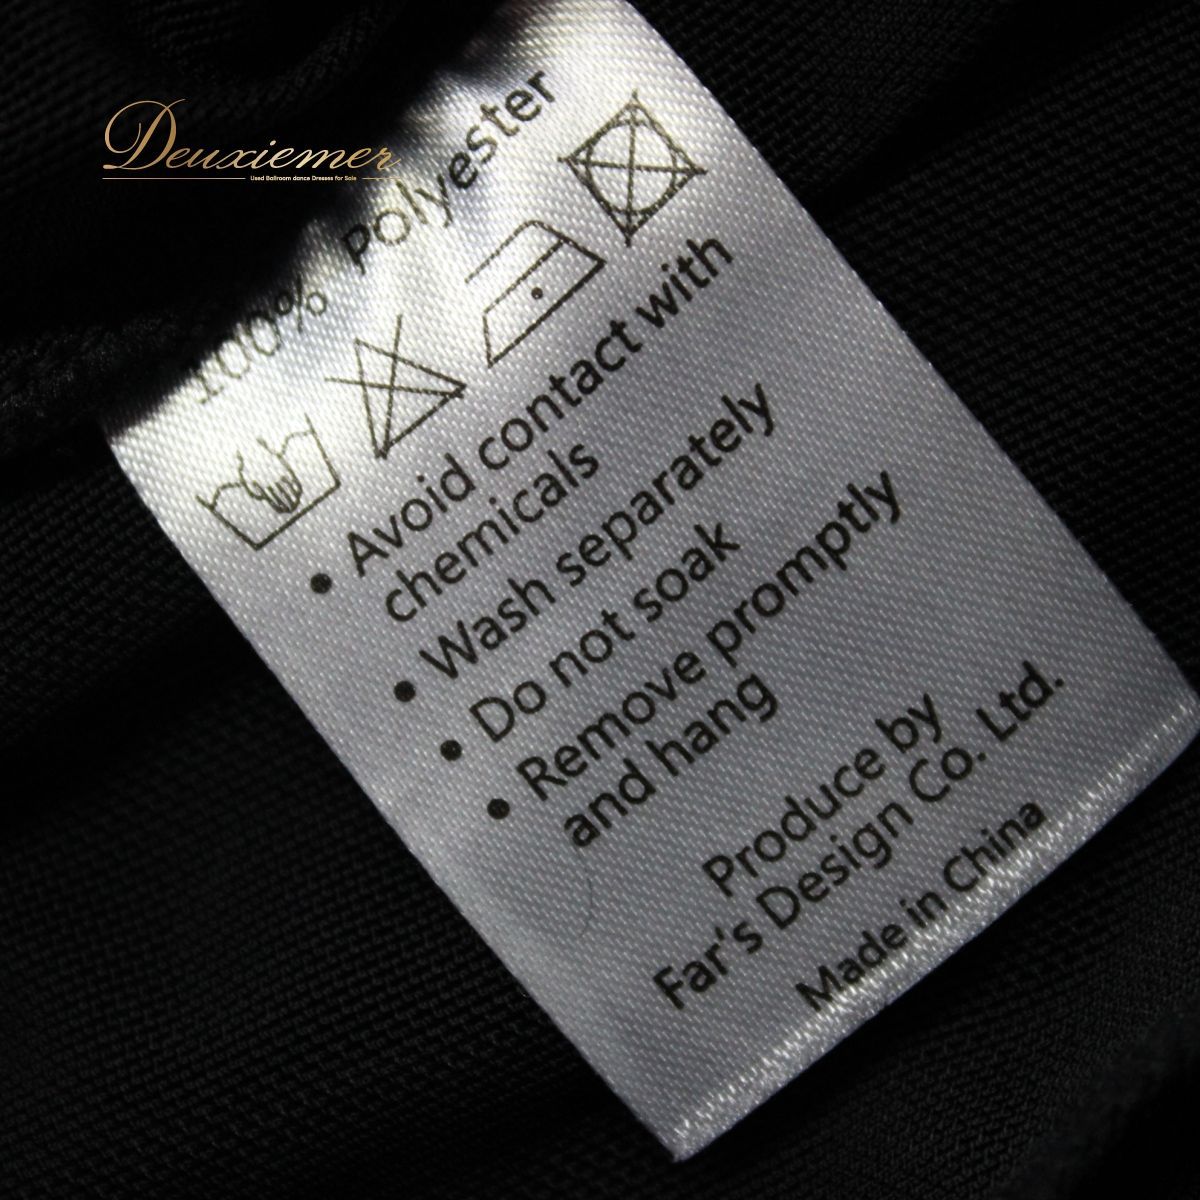 Deuxiemer
Used Ballroom dance Dresses for Sale
100% Polyester
• Avoid contact with
chemicals
• Wash separately
• Do not soak
• Remove promptly
and hang
Produce by
Far's Design Co. Ltd.
Made in China